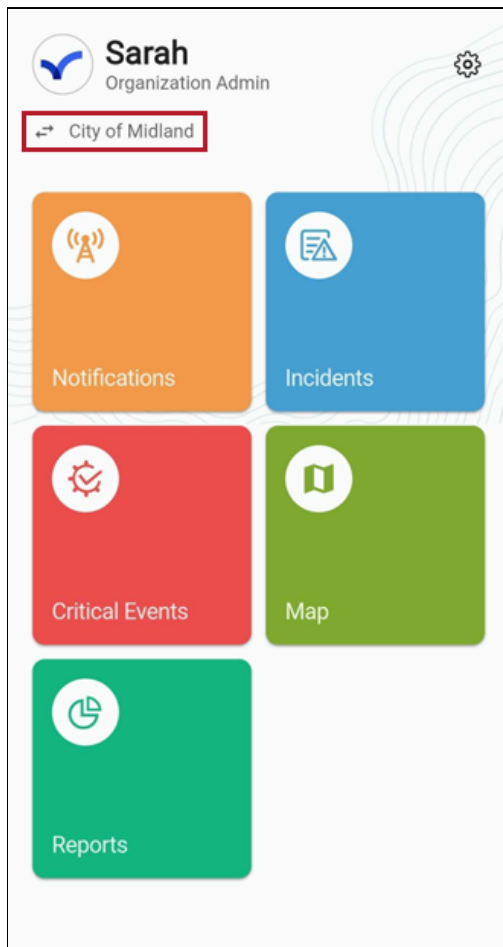 Sarah
Organization Admin
City of Midland
Notifications
Incidents
Critical Events
Map
Reports